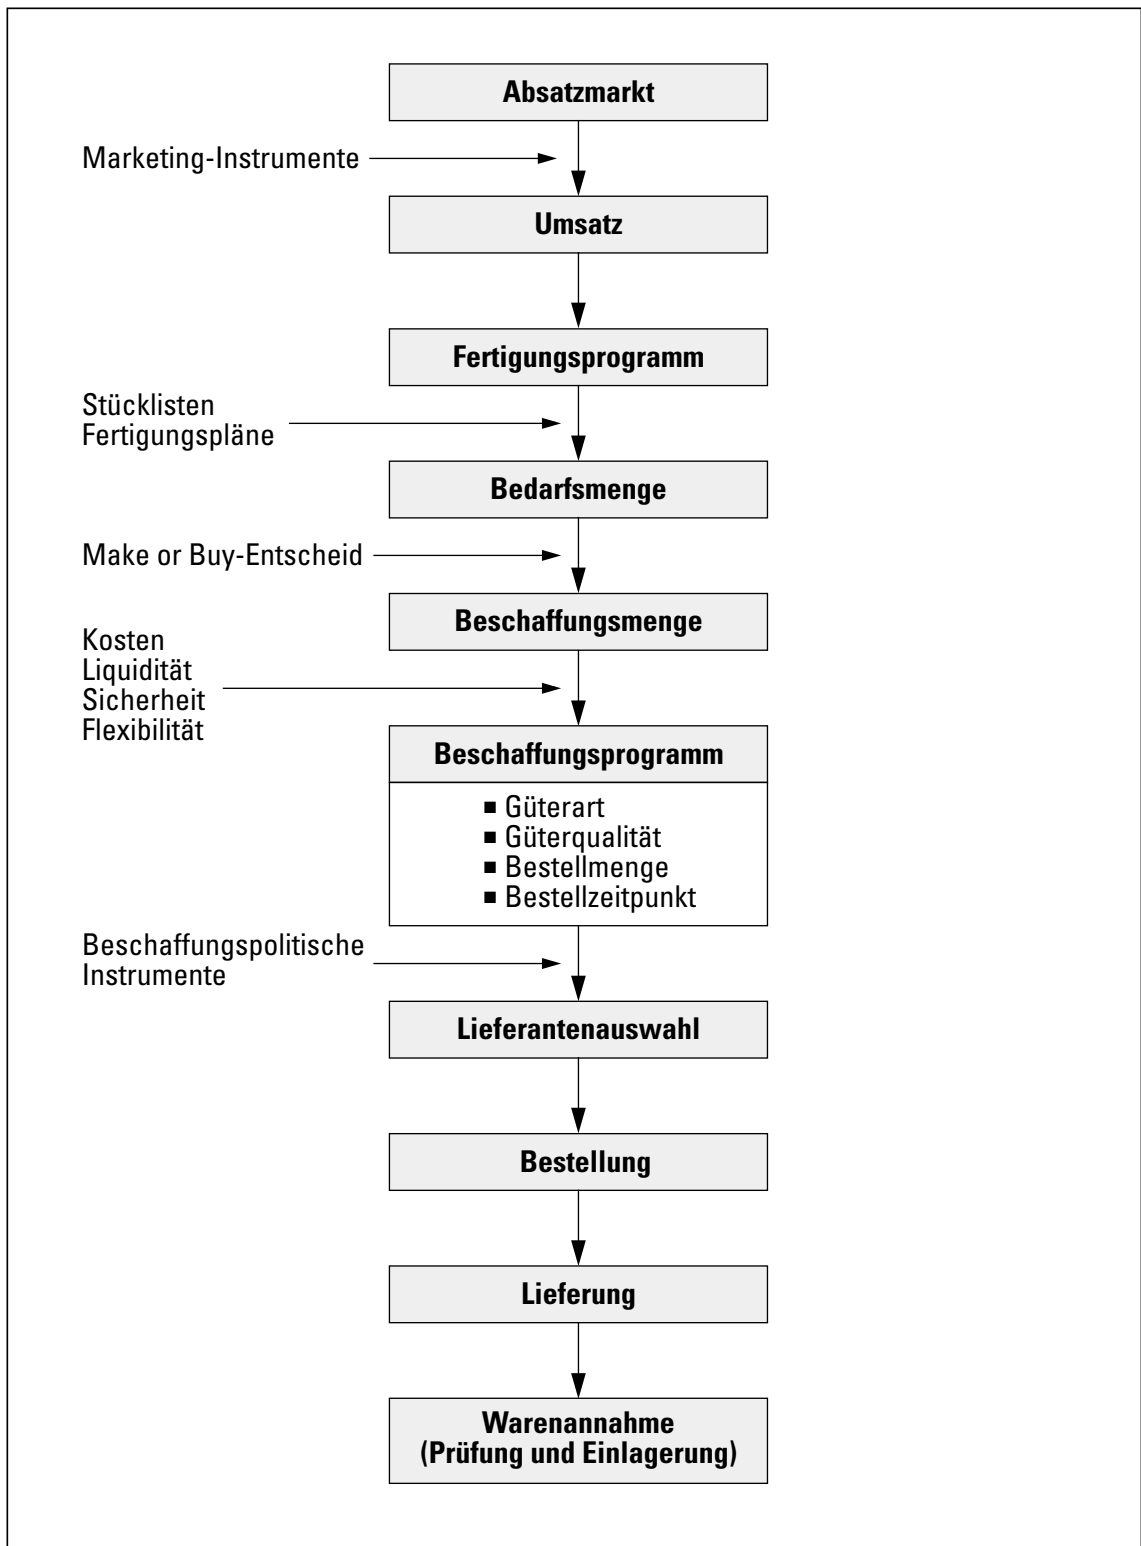 Absatzmarkt
Marketing-Instrumente
Umsatz
Fertigungsprogramm
Stücklisten
Fertigungspläne
Bedarfsmenge
Make or Buy-Entscheid
Beschaffungsmenge
Kosten
Liquidität
Sicherheit
Flexibilität
Beschaffungsprogramm
■ Güterart
■ Güterqualität
■ Bestellmenge
■ Bestellzeitpunkt
Beschaffungspolitische
Instrumente
Lieferantenauswahl
Bestellung
Lieferung
Warenannahme
(Prüfung und Einlagerung)